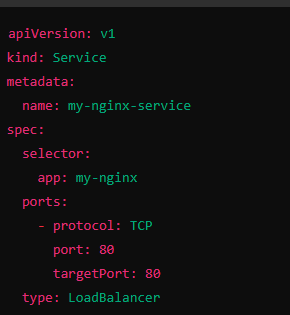 apiVersion: v1
kind: Service
metadata:
  name: my-nginx-service
spec:
  selector:
    app: my-nginx
  ports:
    - protocol: TCP
      port: 80
      targetPort: 80
  type: LoadBalancer